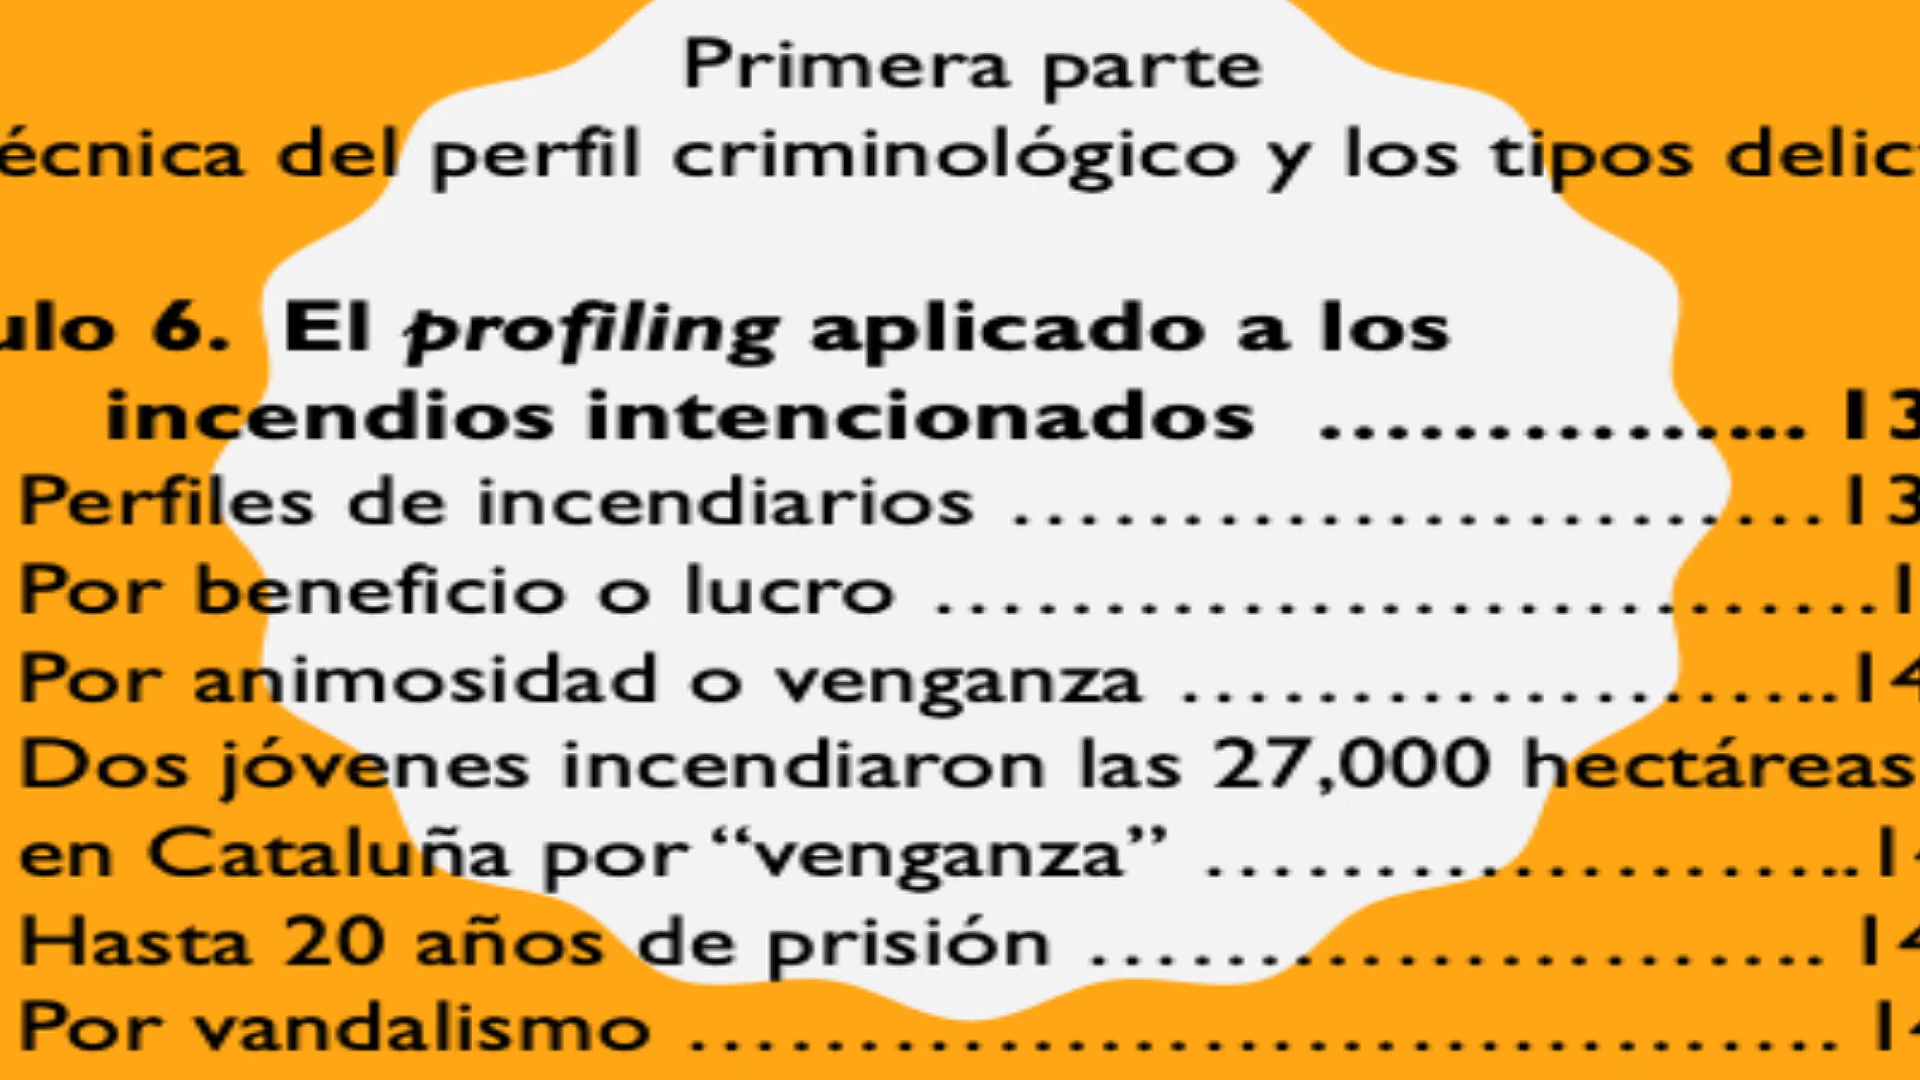 Primera parte
écnica del perfil criminológico y los tipos delic
ulo 6. El profiling aplicado a los
incendios intencionados ............... 13
Perfiles de incendiarios ........................ 13
Por beneficio o lucro ............................ 1
Por animosidad o venganza .................... 14
Dos jóvenes incendiaron las 27,000 hectáreas
en Cataluña por “venganza” .................... 14
Hasta 20 años de prisión ...................... 14
Por vandalismo .................................. 14